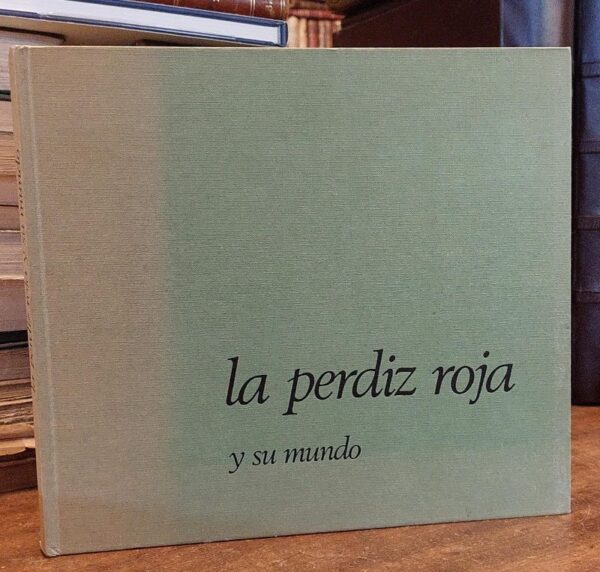 la perdiz roja
y su mundo